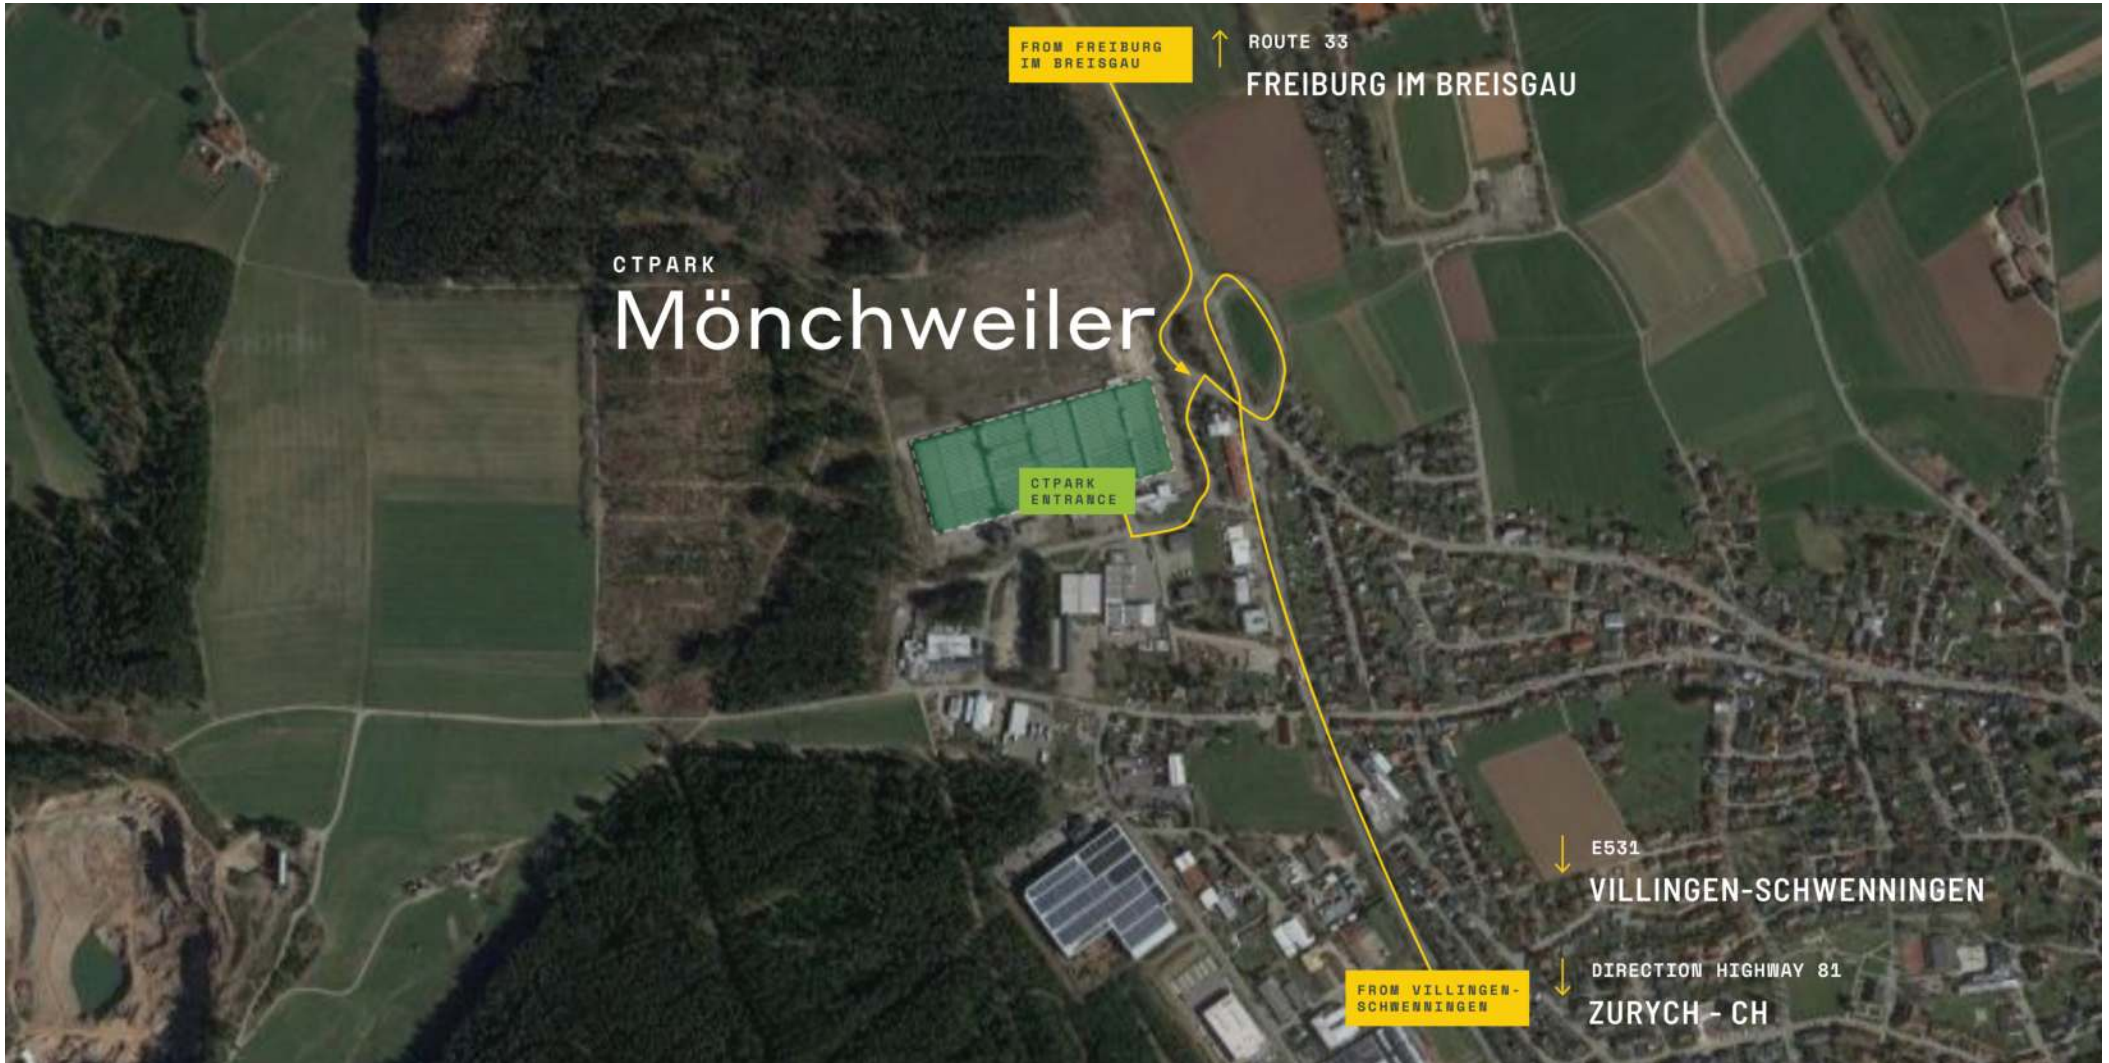 FROM FREIBURG
IM BREISGAU
ROUTE 33
FREIBURG IM BREISGAU
CTPARK
Mönchweiler
CTPARK
ENTRANCE
E531
VILLINGEN-SCHWENNINGEN
FROM VILLINGEN-
SCHWENNINGEN
DIRECTION HIGHWAY 81
ZURYCH - CH